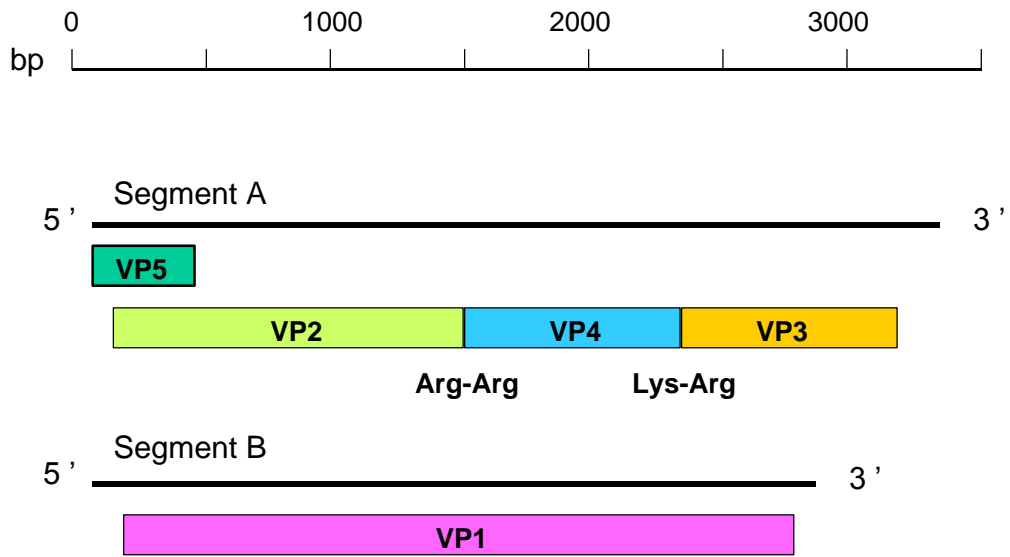 0 1000 2000 3000
bp
Segment A
5 ’ 3 ’
VP5
VP2 VP4 VP3
Arg-Arg Lys-Arg
Segment B
5 ’ 3 ’
VP1